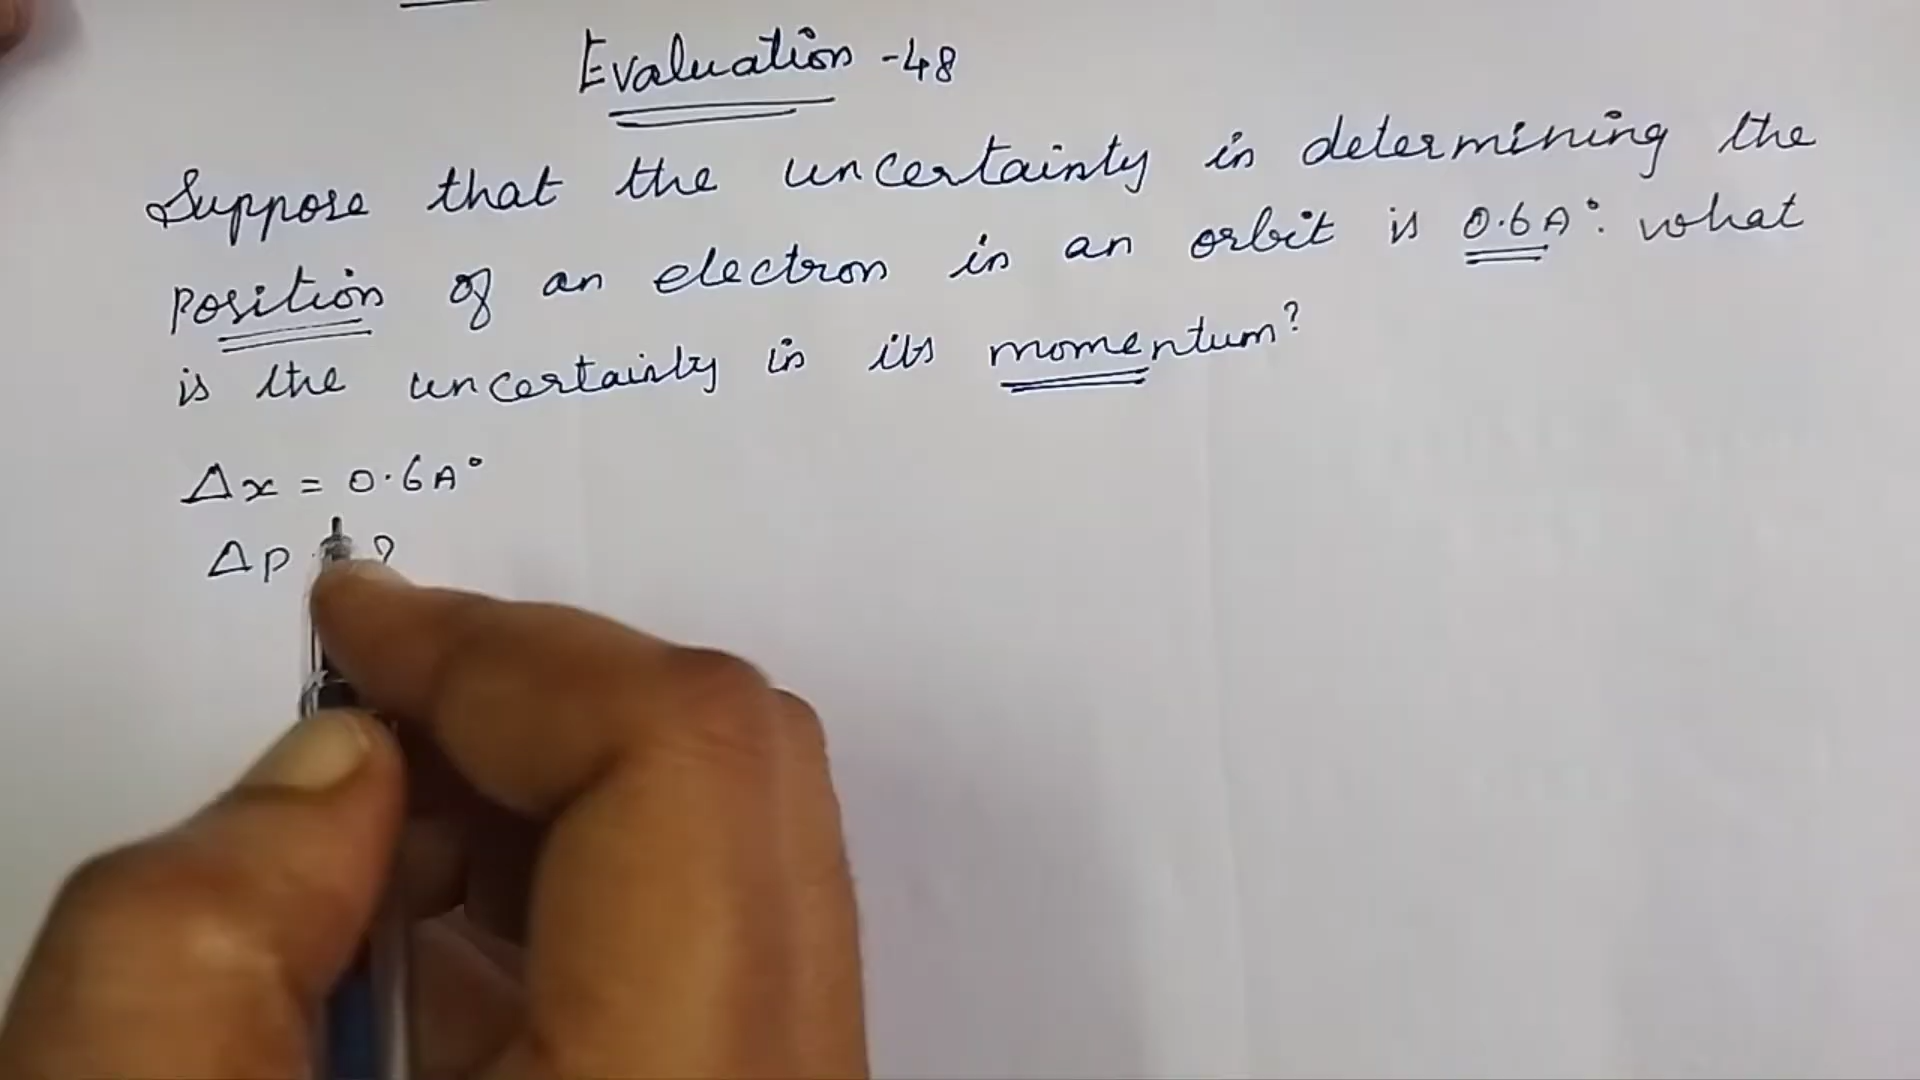 Evaluation -48
Suppose that the uncertainty in determining the
position of an electron in an orbit is 0.6A°. what
is the uncertainty in its momentum?
Δx = 0.6A°
Δp ?